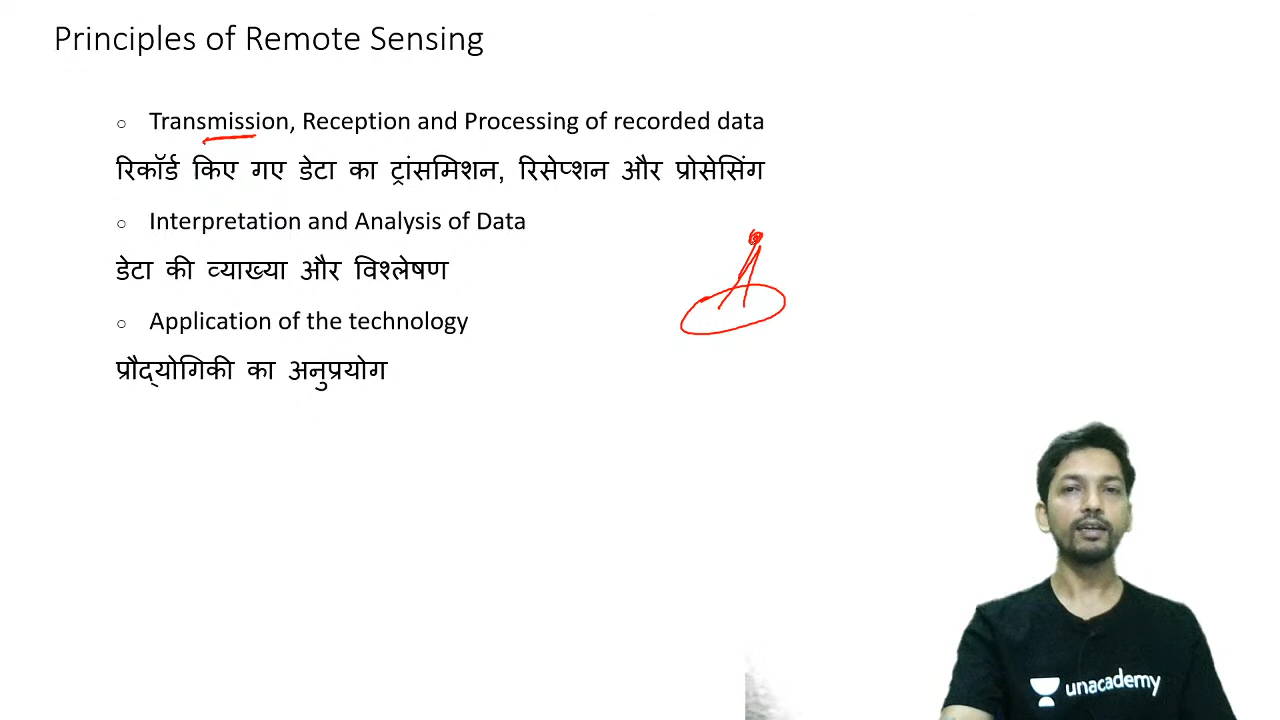 Principles of Remote Sensing
○ Transmission, Reception and Processing of recorded data
रिकॉर्ड किए गए डेटा का ट्रांसमिशन, रिसेप्शन और प्रोसेसिंग
○ Interpretation and Analysis of Data
डेटा की व्याख्या और विश्लेषण
○ Application of the technology
प्रौद्योगिकी का अनुप्रयोग
unacademy